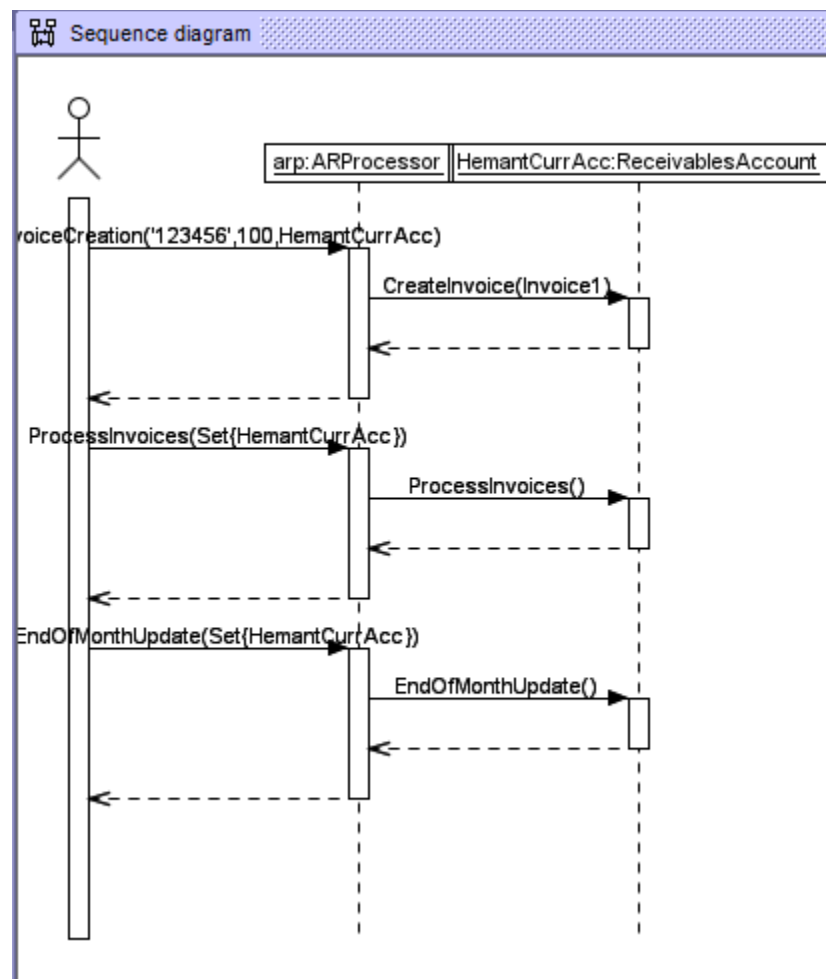 Sequence diagram
arp:ARProcessor
HemantCurrAcc:ReceivablesAccount
voiceCreation('123456',100,HemantCurrAcc)
CreateInvoice(Invoice1)
ProcessInvoices(Set{HemantCurrAcc})
ProcessInvoices()
EndOfMonthUpdate(Set{HemantCurrAcc})
EndOfMonthUpdate()